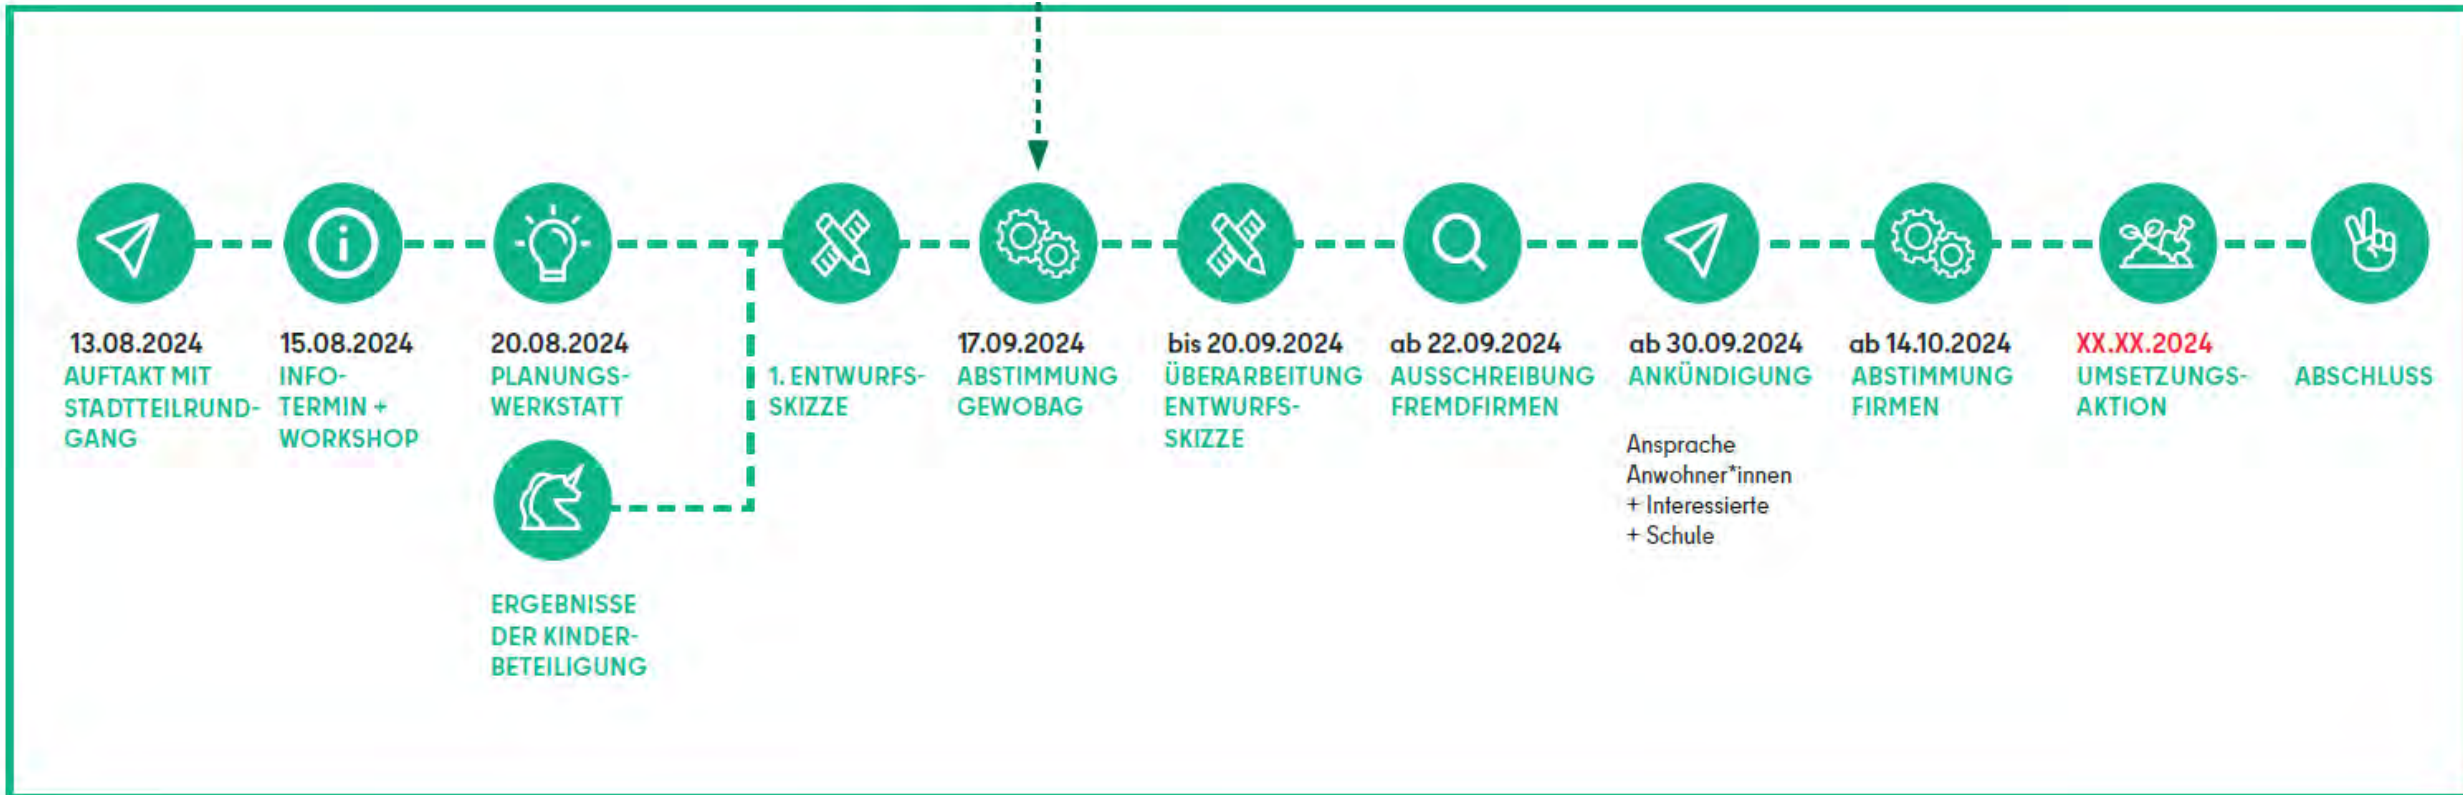 13.08.2024
AUFTAKT MIT
STADTTEILRUND-
GANG
15.08.2024
INFO-
TERMIN +
WORKSHOP
20.08.2024
PLANUNGS-
WERKSTATT
ERGEBNISSE
DER KINDER-
BETEILIGUNG
1. ENTWURFS-
SKIZZE
17.09.2024
ABSTIMMUNG
GEWOBAG
bis 20.09.2024
ÜBERARBEITUNG
ENTWURFS-
SKIZZE
ab 22.09.2024
AUSSCHREIBUNG
FREMDFIRMEN
ab 30.09.2024
ANKÜNDIGUNG
Ansprache
Anwohner*innen
+ Interessierte
+ Schule
ab 14.10.2024
ABSTIMMUNG
FIRMEN
XX.XX.2024
UMSETZUNGS-
AKTION
ABSCHLUSS